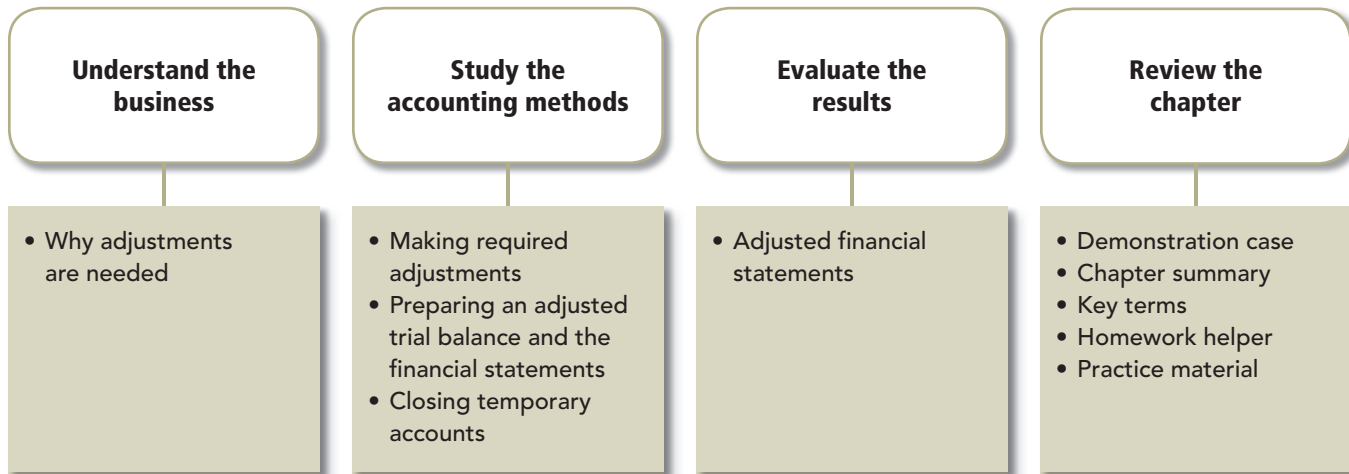 Understand the
business
• Why adjustments
are needed
Study the
accounting methods
• Making required
adjustments
• Preparing an adjusted
trial balance and the
financial statements
• Closing temporary
accounts
Evaluate the
results
• Adjusted financial
statements
Review the
chapter
• Demonstration case
• Chapter summary
• Key terms
• Homework helper
• Practice material